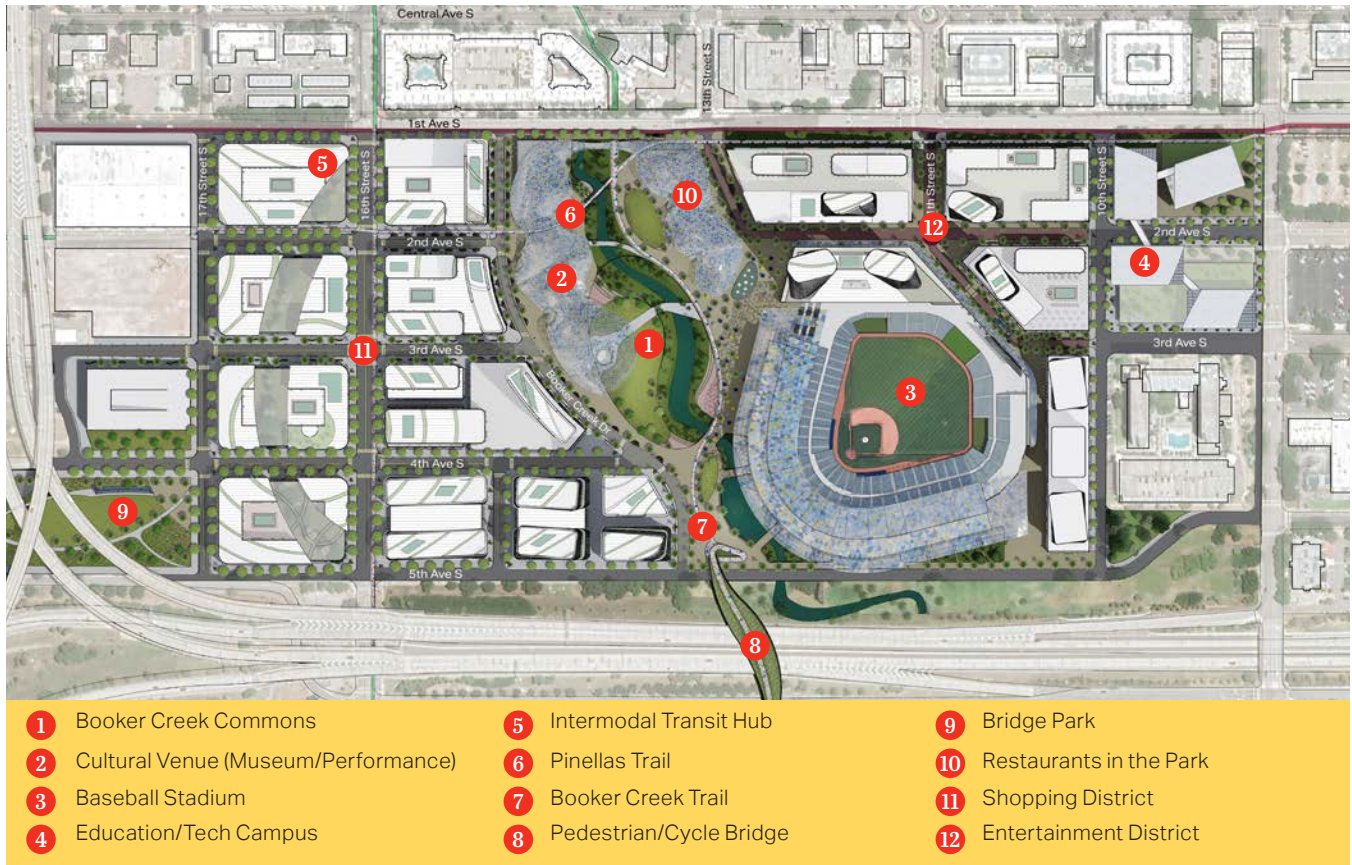 Central Ave S
13th Street S
1st Ave S
17th Street S
16th Street S
5
10
6
2nd Ave S
12
10th Street S
2nd Ave S
4
2
1
11
3rd Ave S
3rd Ave S
Booker Creek Dr
3
4th Ave S
9
7
5th Ave S
8
1 Booker Creek Commons
2 Cultural Venue (Museum/Performance)
3 Baseball Stadium
4 Education/Tech Campus
5 Intermodal Transit Hub
6 Pinellas Trail
7 Booker Creek Trail
8 Pedestrian/Cycle Bridge
9 Bridge Park
10 Restaurants in the Park
11 Shopping District
12 Entertainment District